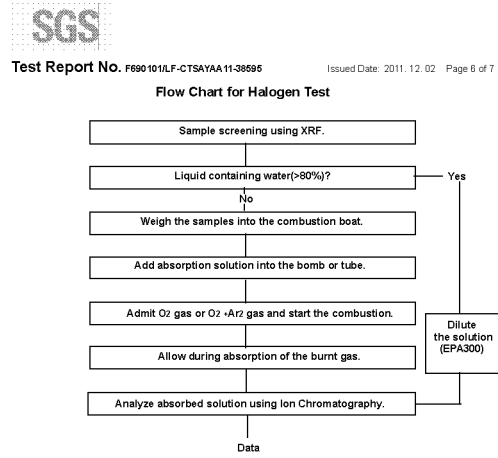 SGS
Test Report No. F690101/LF-CTSAYAA11-38595 Issued Date: 2011. 12. 02 Page 6 of 7
Flow Chart for Halogen Test
Sample screening using XRF.
Liquid containing water(>80%)?
Yes
No
Weigh the samples into the combustion boat.
Add absorption solution into the bomb or tube.
Admit O2 gas or O2 +Ar2 gas and start the combustion.
Dilute
the solution
(EPA300)
Allow during absorption of the burnt gas.
Analyze absorbed solution using Ion Chromatography.
Data